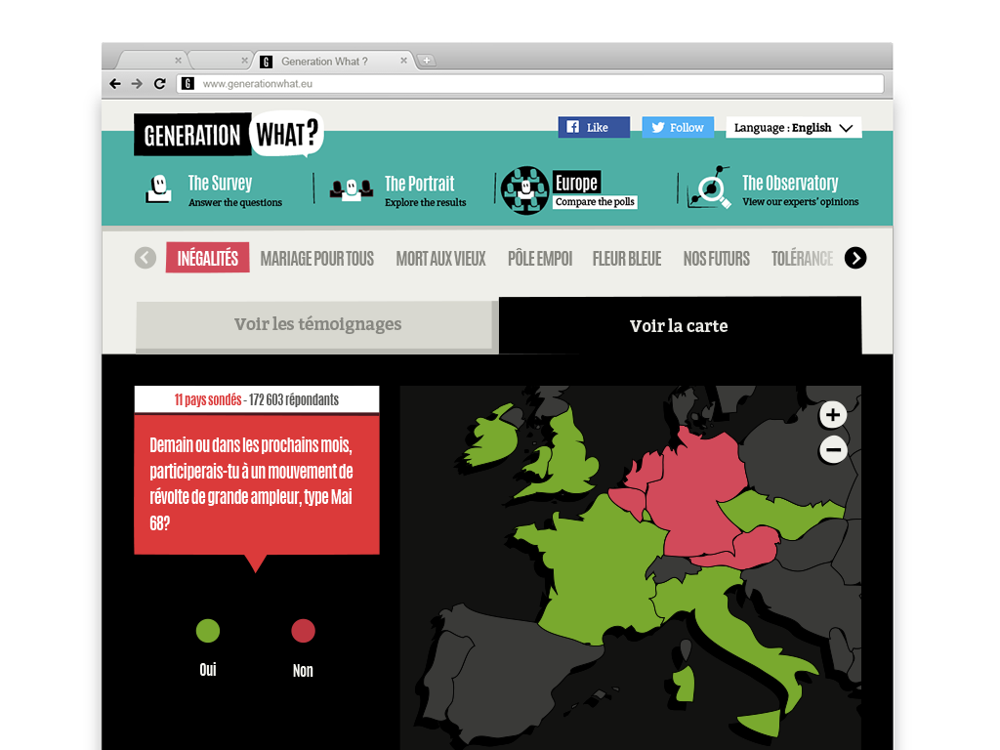 Generation What ?
www.generationwhat.eu
GENERATION WHAT?
Like
Follow
Language : English
The Survey
Answer the questions
The Portrait
Explore the results
Europe
Compare the polls
The Observatory
View our experts' opinions
INÉGALITÉS MARIAGE POUR TOUS MORT AUX VIEUX PÔLE EMPOI FLEUR BLEUE NOS FUTURS TOLÉRANCE
Voir les témoignages
Voir la carte
11 pays sondés - 172 603 répondants
Demain ou dans les prochains mois,
participerais-tu à un mouvement de
révolte de grande ampleur, type Mai
68?
Oui
Non